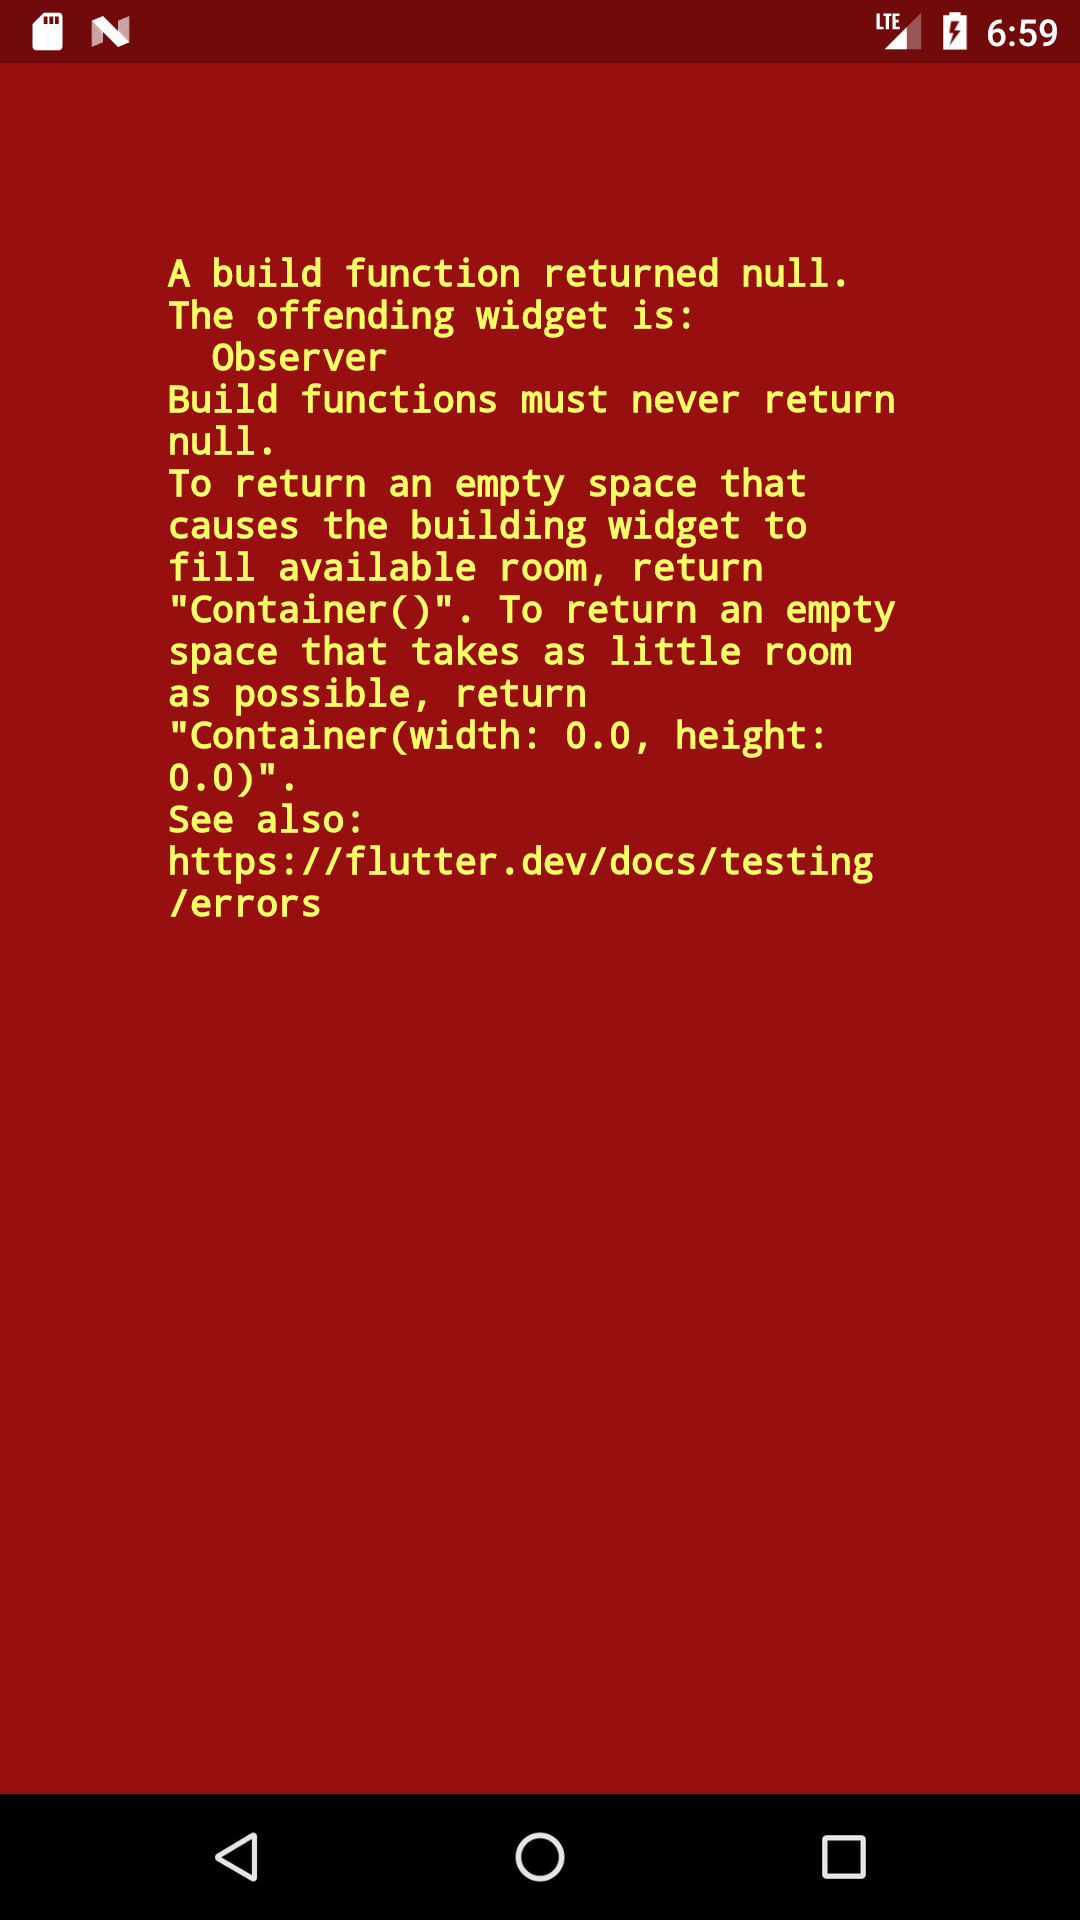 LTE 6:59
A build function returned null.
The offending widget is:
Observer
Build functions must never return
null.
To return an empty space that
causes the building widget to
fill available room, return
"Container()". To return an empty
space that takes as little room
as possible, return
"Container(width: 0.0, height:
0.0)".
See also:
https://flutter.dev/docs/testing
/errors